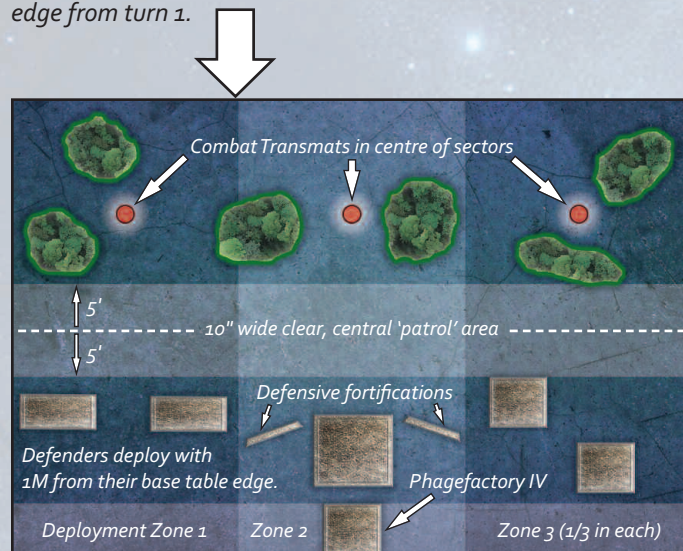 edge from turn 1.
Combat Transmats in centre of sectors
5'
10" wide clear, central 'patrol' area
5'
Defensive fortifications
Defenders deploy with
1M from their base table edge.
Phagefactory IV
Deployment Zone 1
Zone 2
Zone 3 (1/3 in each)